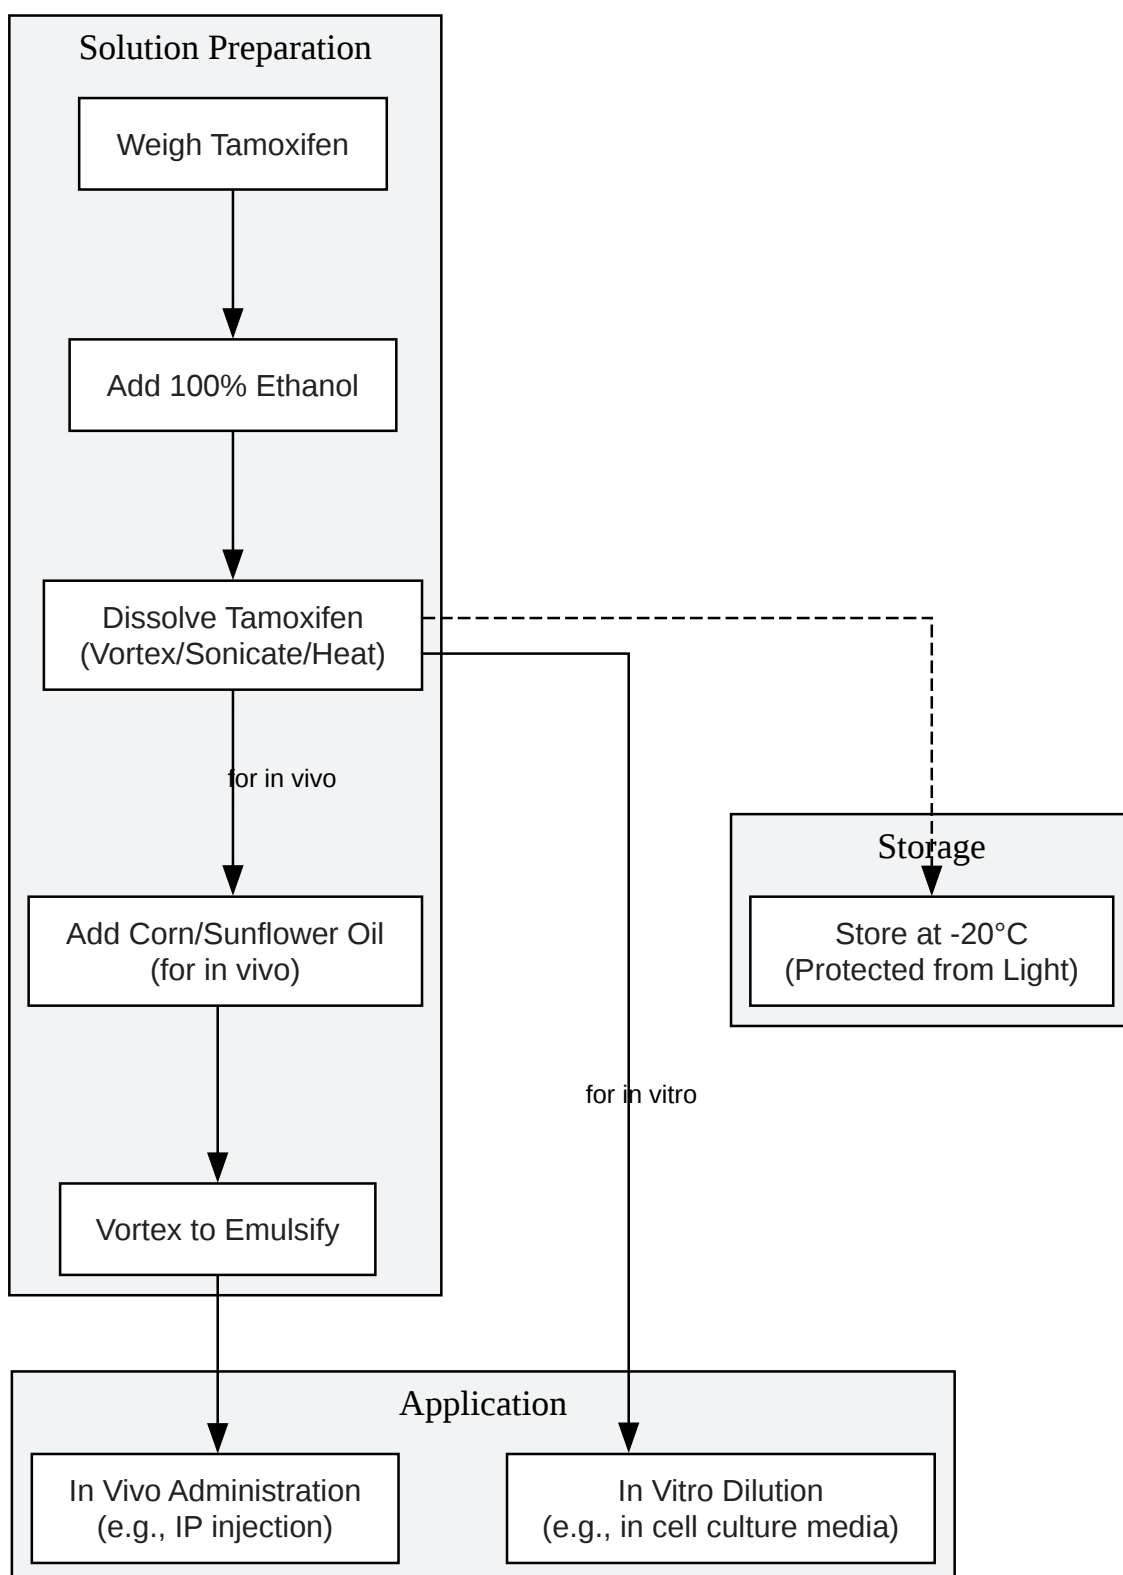 Solution Preparation
Weigh Tamoxifen
Add 100% Ethanol
Dissolve Tamoxifen
(Vortex/Sonicate/Heat)
for in vivo
Storage
Add Corn/Sunflower Oil
(for in vivo)
Store at -20°C
(Protected from Light)
for in vitro
Vortex to Emulsify
Application
In Vivo Administration
(e.g., IP injection)
In Vitro Dilution
(e.g., in cell culture media)